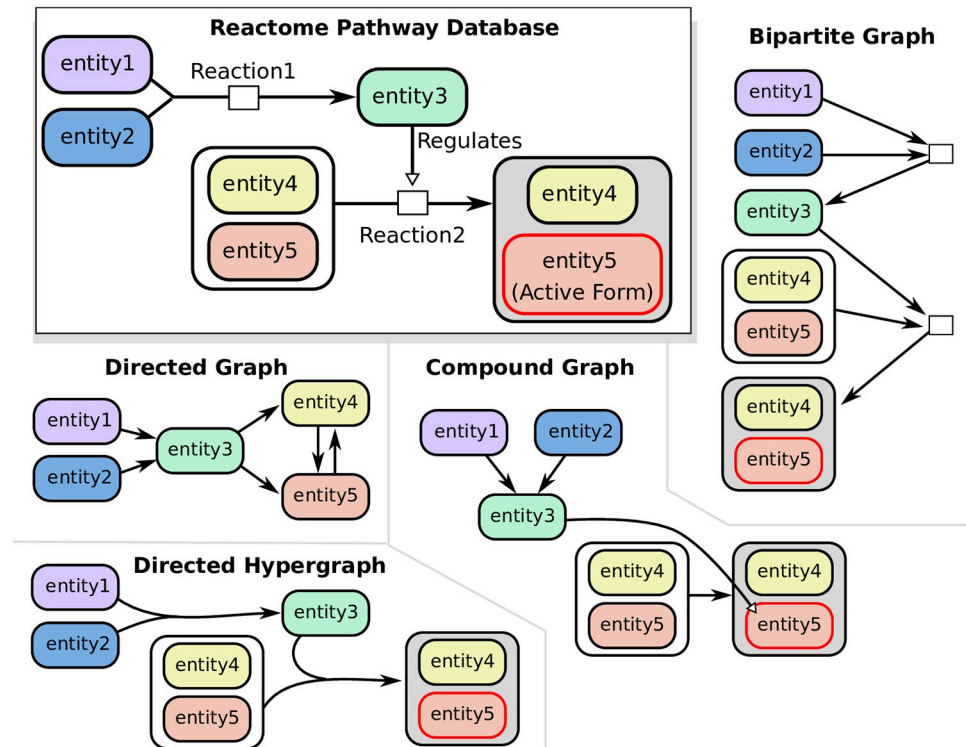 Reactome Pathway Database
entity1
Reaction1
entity2
entity3
Regulates
entity4
entity5
Reaction2
entity4
entity5
(Active Form)
Bipartite Graph
entity1
entity2
entity3
entity4
entity5
entity4
entity5
Directed Graph
entity1
entity2
entity3
entity4
entity5
Compound Graph
entity1
entity2
entity3
entity4
entity5
entity4
entity5
Directed Hypergraph
entity1
entity2
entity3
entity4
entity5
entity4
entity5